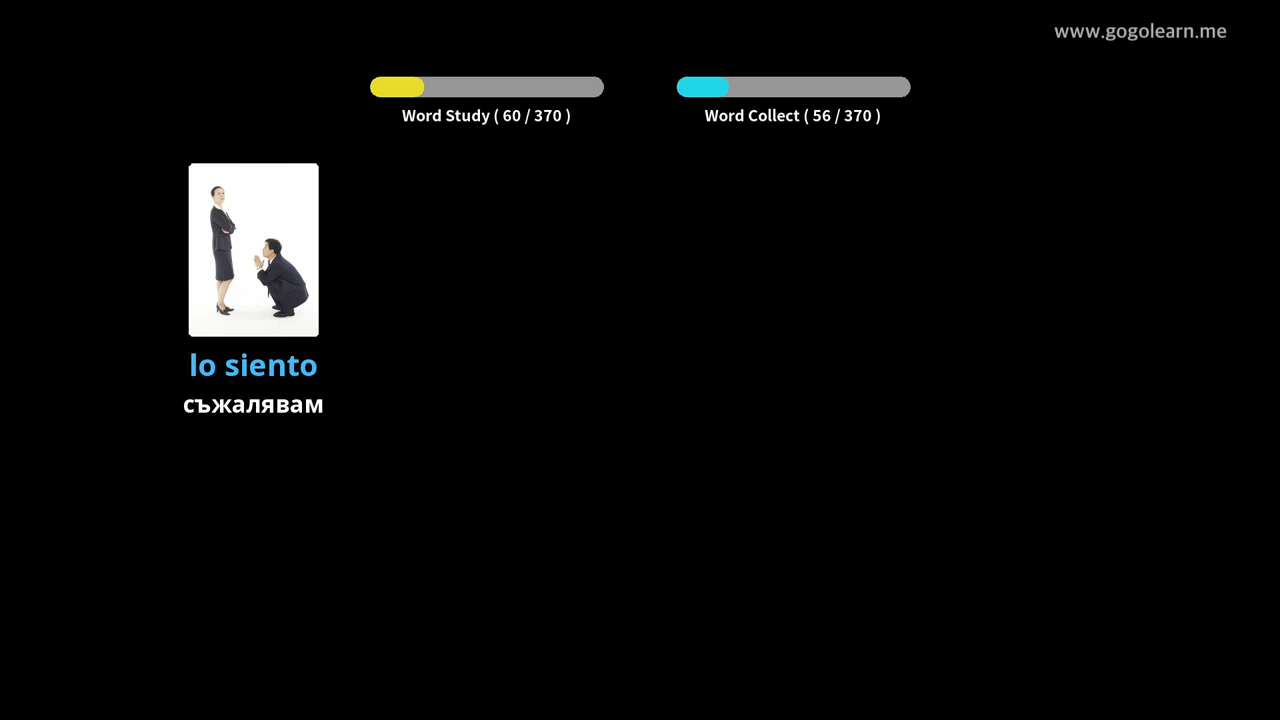 www.gogolearn.me
Word Study ( 60 / 370 )
Word Collect ( 56 / 370 )
lo siento
съжалявам